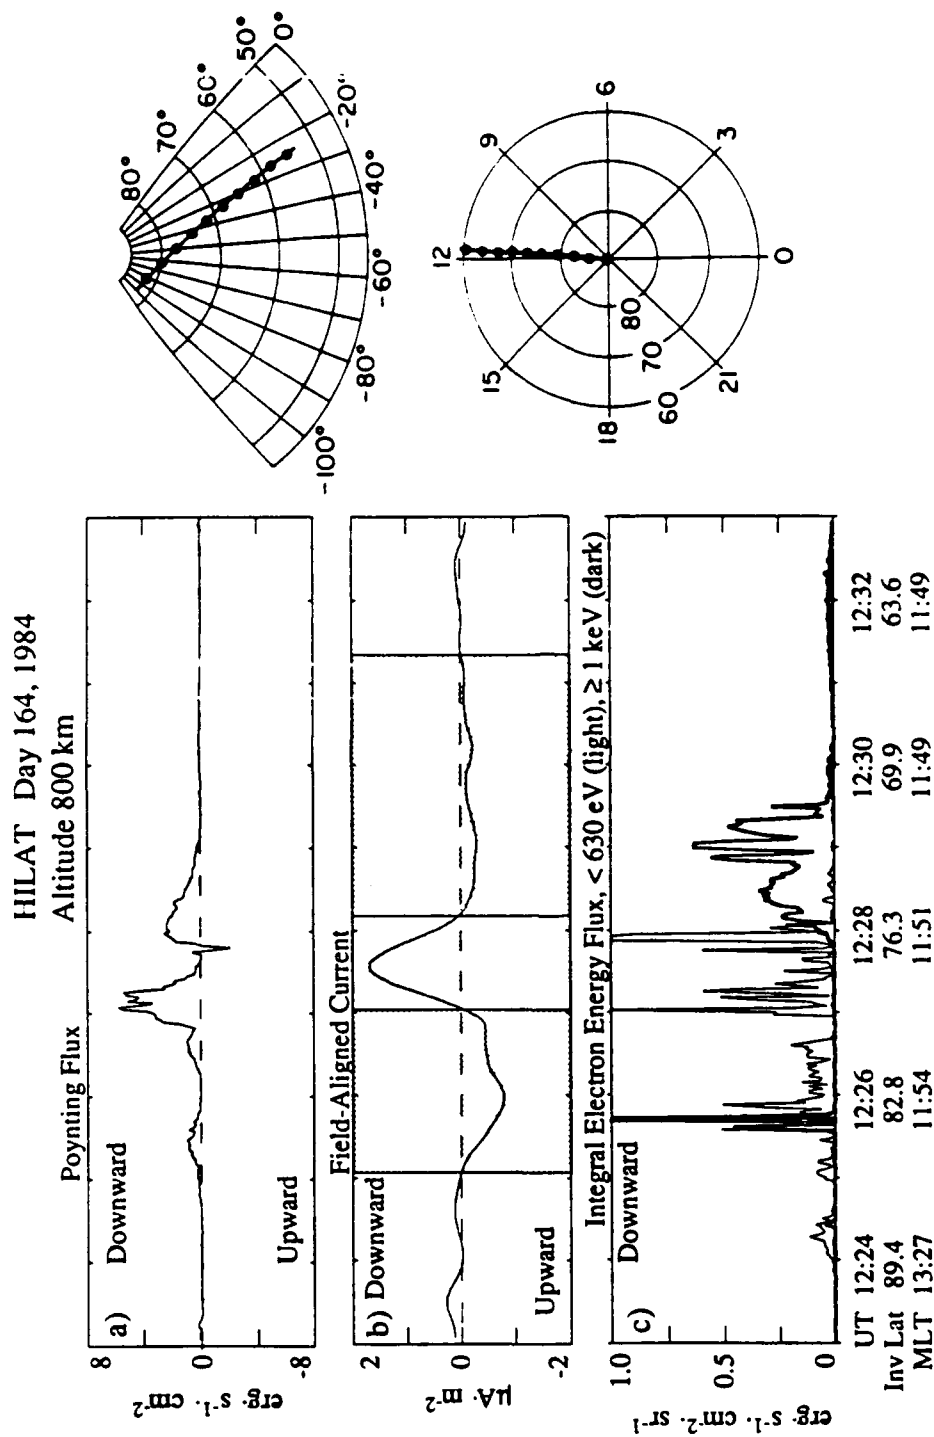 HILAT Day 164, 1984
Altitude 800 km
Poynting Flux
a)
Downward
Upward
8
0
-8
erg· s⁻¹· cm⁻²
Field-Aligned Current
b) Downward
Upward
2
0
-2
μA· m⁻²
Integral Electron Energy Flux, < 630 eV (light), ≥ 1 keV (dark)
c)
Downward
1.0
0.5
0
erg· s⁻¹· cm⁻²· sr⁻¹
UT 12:24 12:26 12:28 12:30 12:32
Inv Lat 89.4 82.8 76.3 69.9 63.6
MLT 13:27 11:54 11:51 11:49 11:49
80° 70° 60° 50° 0°
-100° -80° -60° -40° -20°
12
9
6
3
0
21
18
15
80
70
60